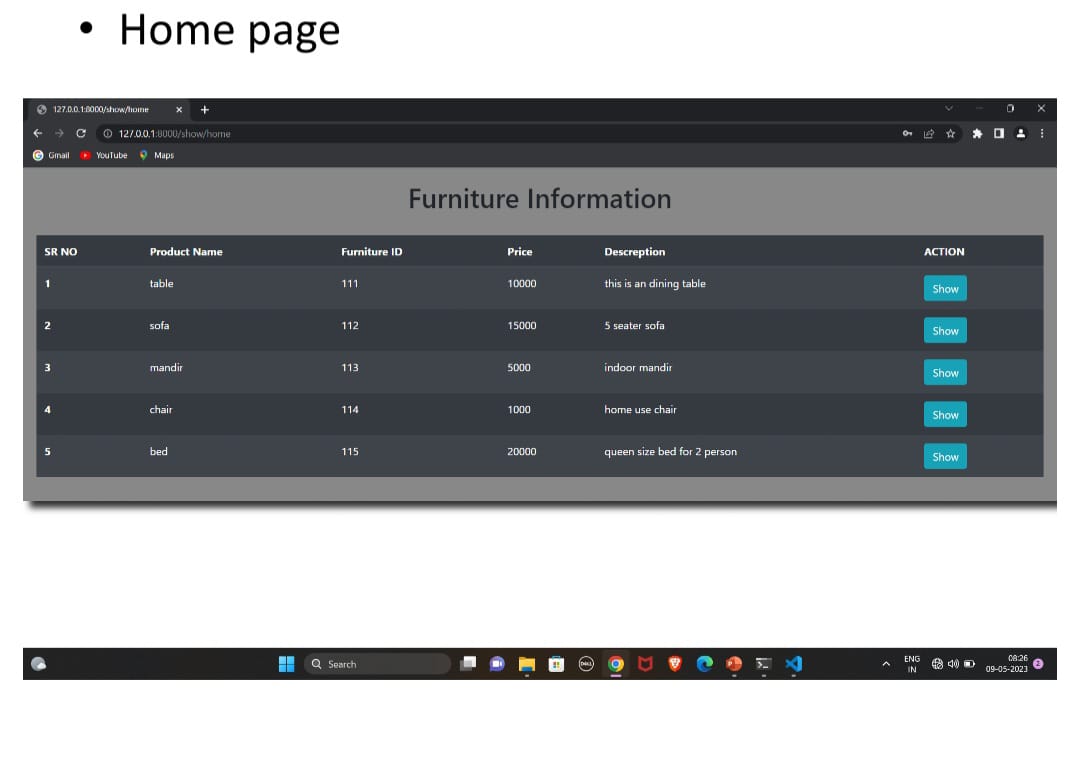 • Home page
127.0.0.1:8000/show/home
127.0.0.1:8000/show/home
Gmail YouTube Maps
Furniture Information
SR NO Product Name Furniture ID Price Descreption ACTION
1 table 111 10000 this is an dining table Show
2 sofa 112 15000 5 seater sofa Show
3 mandir 113 5000 indoor mandir Show
4 chair 114 1000 home use chair Show
5 bed 115 20000 queen size bed for 2 person Show
Search
ENG
IN
08:26
09-05-2023
2